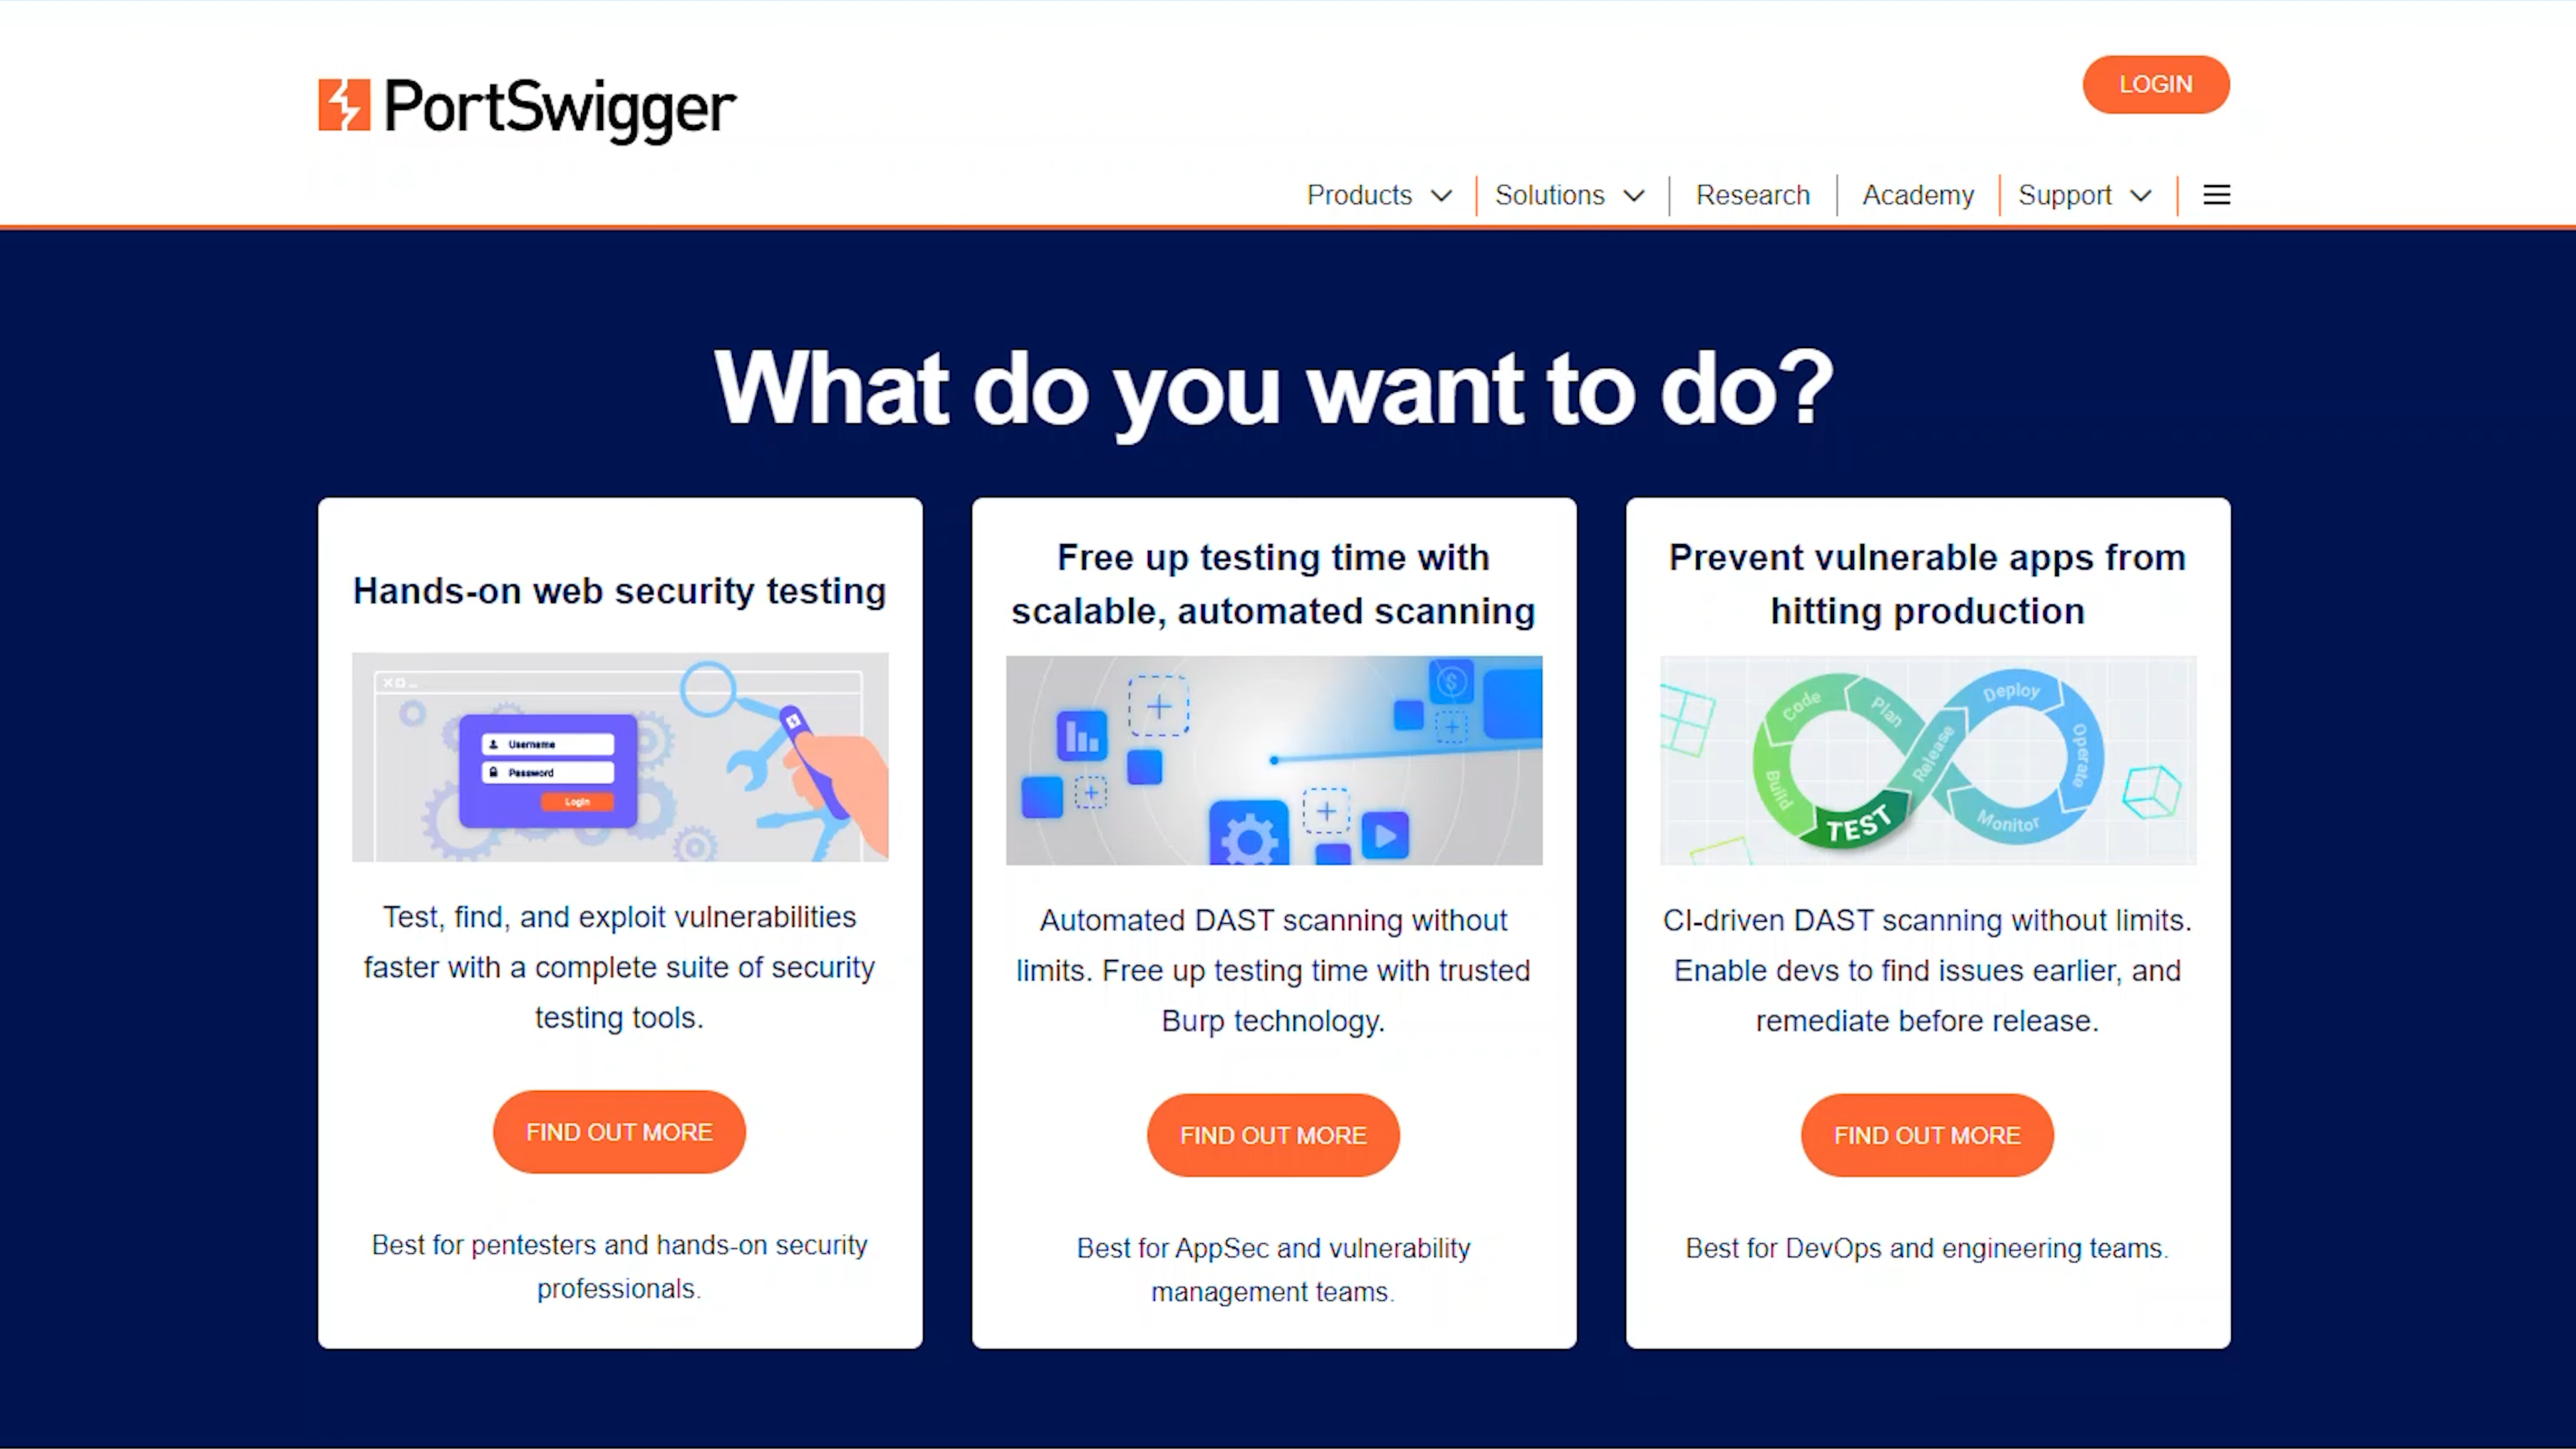 PortSwigger
LOGIN
Products
Solutions
Research
Academy
Support
What do you want to do?
Hands-on web security testing
Username
Password
Login
Test, find, and exploit vulnerabilities
faster with a complete suite of security
testing tools.
FIND OUT MORE
Best for pentesters and hands-on security
professionals.
Free up testing time with
scalable, automated scanning
Automated DAST scanning without
limits. Free up testing time with trusted
Burp technology.
FIND OUT MORE
Best for AppSec and vulnerability
management teams.
Prevent vulnerable apps from
hitting production
Code
Plan
Release
Deploy
Operate
Monitor
Build
TEST
CI-driven DAST scanning without limits.
Enable devs to find issues earlier, and
remediate before release.
FIND OUT MORE
Best for DevOps and engineering teams.